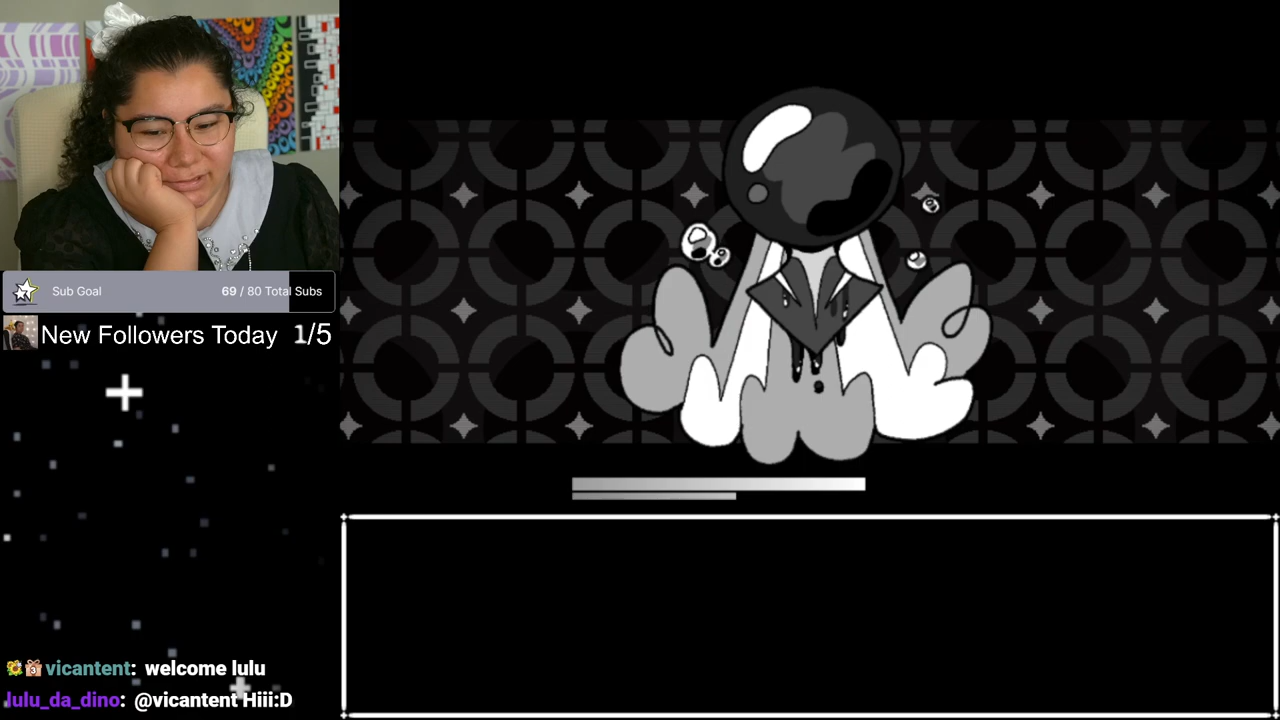 Sub Goal 69 / 80 Total Subs
New Followers Today 1/5
vicantent: welcome lulu
lulu_da_dino: @vicantent Hiii:D